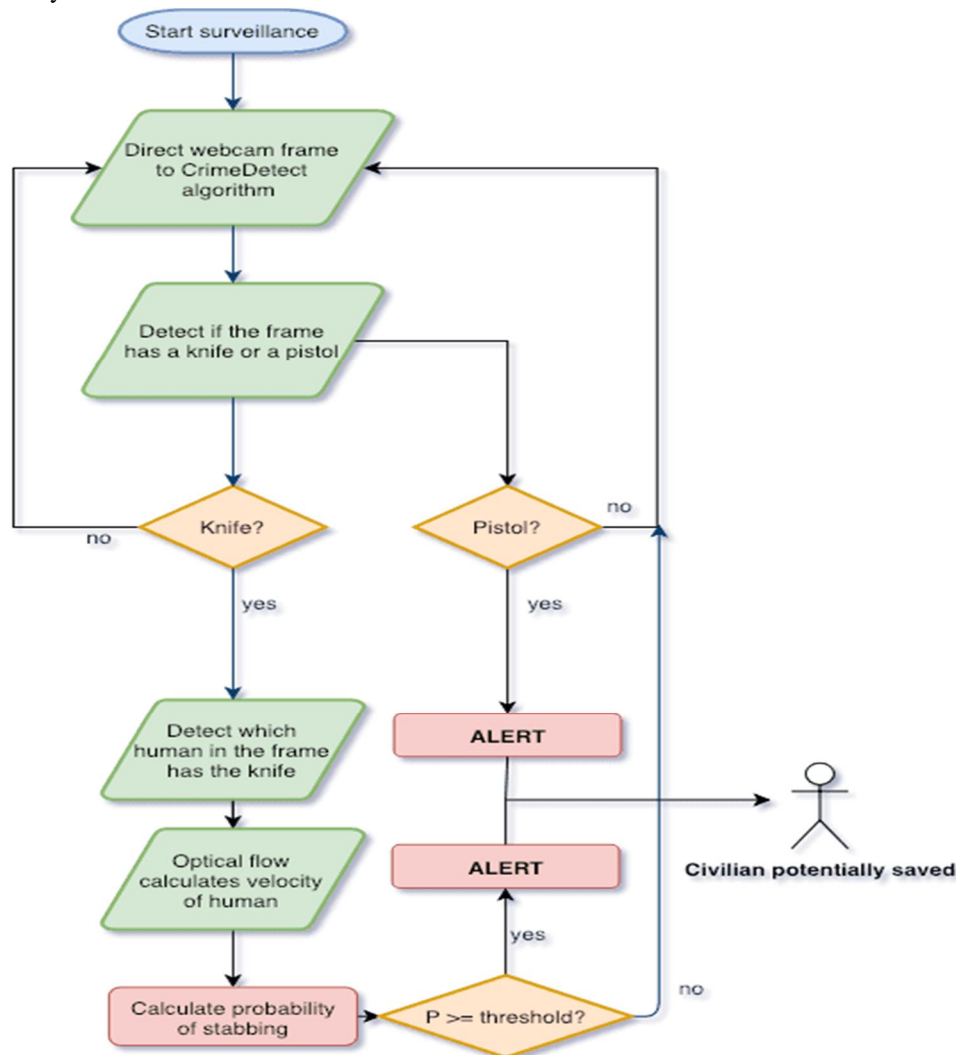 Start surveillance
Direct webcam frame
to CrimeDetect
algorithm
Detect if the frame
has a knife or a pistol
Knife?
no
yes
Pistol?
no
yes
Detect which
human in the frame
has the knife
ALERT
Optical flow
calculates velocity
of human
ALERT
Civilian potentially saved
yes
Calculate probability
of stabbing
P >= threshold?
no